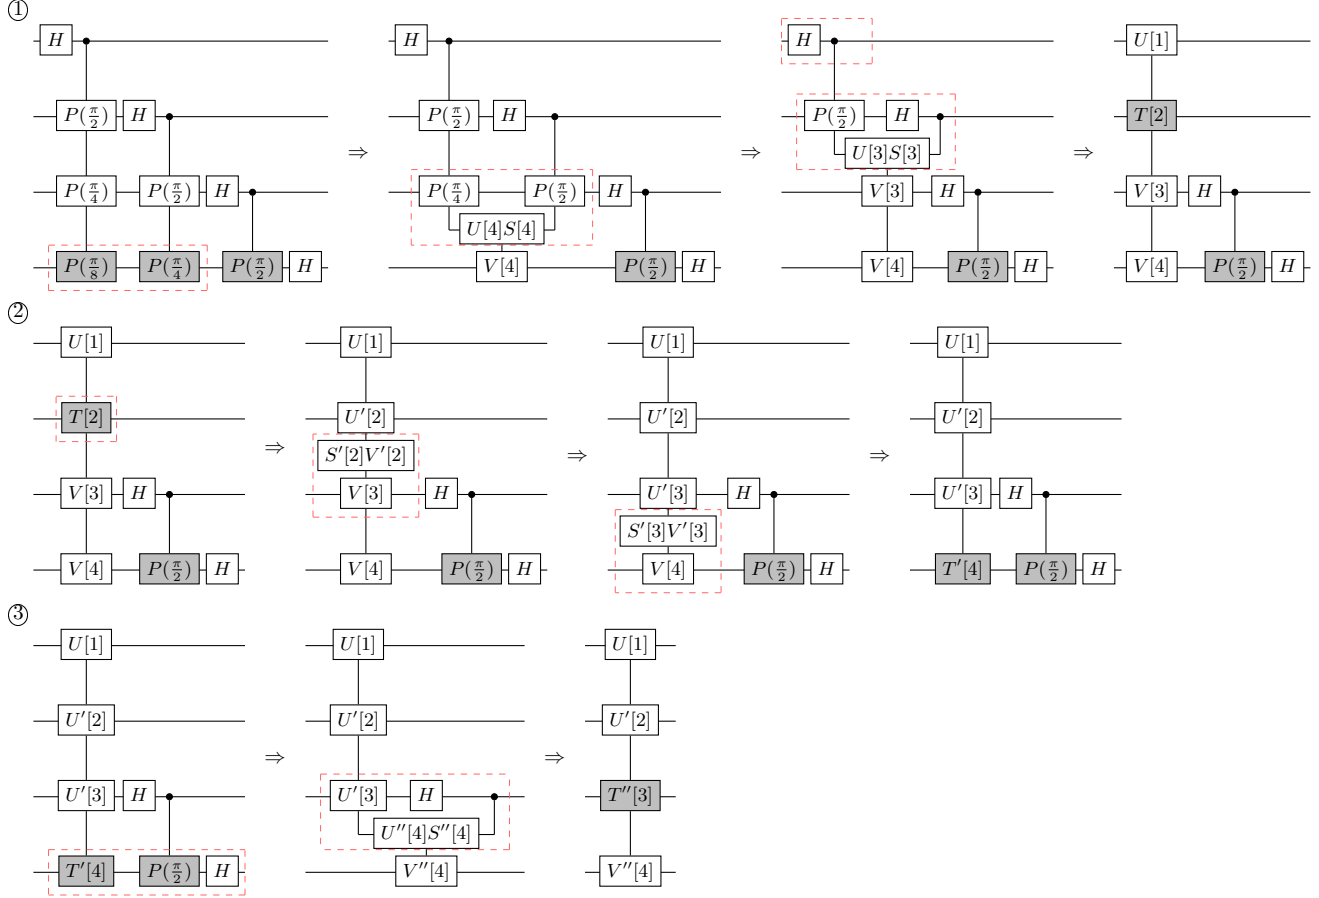 ①
H H H U[1]
P(π/2) H P(π/2) H P(π/2) H T[2]
⇒ ⇒ U[3]S[3] ⇒
P(π/4) P(π/2) H P(π/4) P(π/2) H V[3] H V[3] H
U[4]S[4]
P(π/8) P(π/4) P(π/2) H V[4] P(π/2) H V[4] P(π/2) H V[4] P(π/2) H
②
U[1] U[1] U[1] U[1]
T[2] U′[2] U′[2] U′[2]
⇒ S′[2]V′[2] ⇒ ⇒
V[3] H V[3] H U′[3] H U′[3] H
S′[3]V′[3]
V[4] P(π/2) H V[4] P(π/2) H V[4] P(π/2) H T′[4] P(π/2) H
③
U[1] U[1] U[1]
U′[2] U′[2] U′[2]
⇒ ⇒
U′[3] H U′[3] H T″[3]
U″[4]S″[4]
T′[4] P(π/2) H V″[4] V″[4]